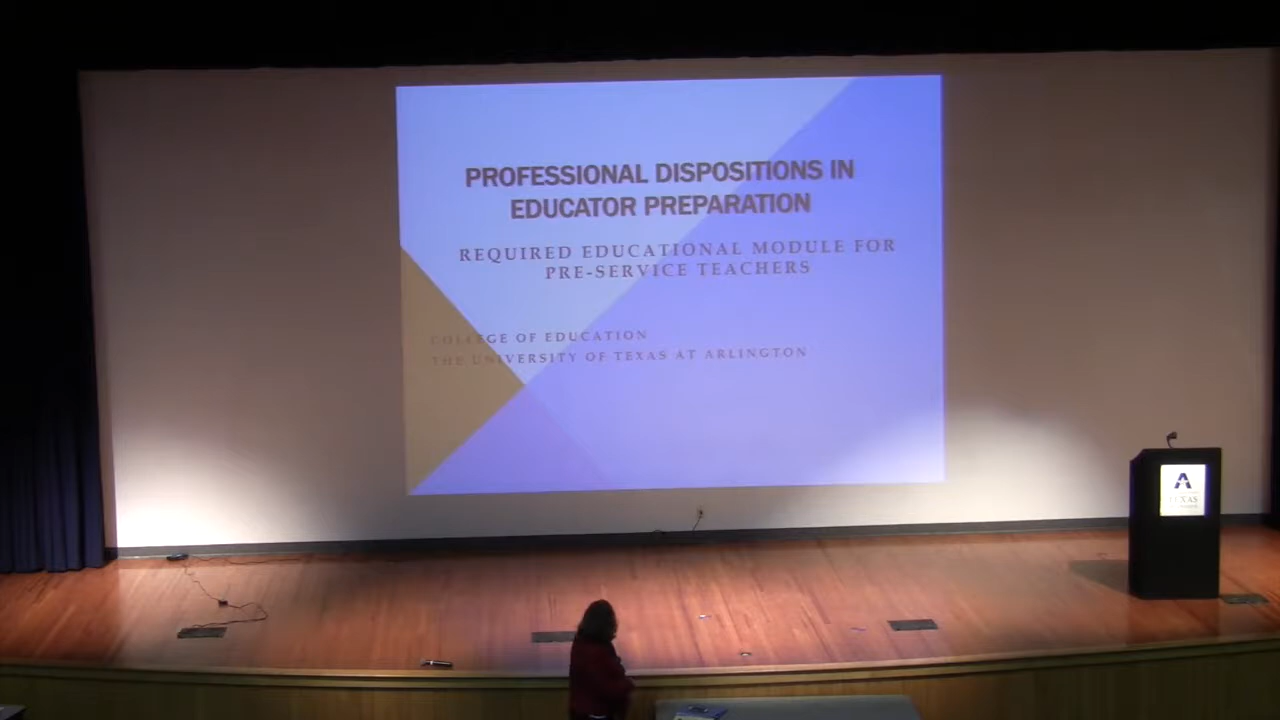 PROFESSIONAL DISPOSITIONS IN
EDUCATOR PREPARATION
REQUIRED EDUCATIONAL MODULE FOR
PRE-SERVICE TEACHERS
COLLEGE OF EDUCATION
THE UNIVERSITY OF TEXAS AT ARLINGTON
A
TEXAS